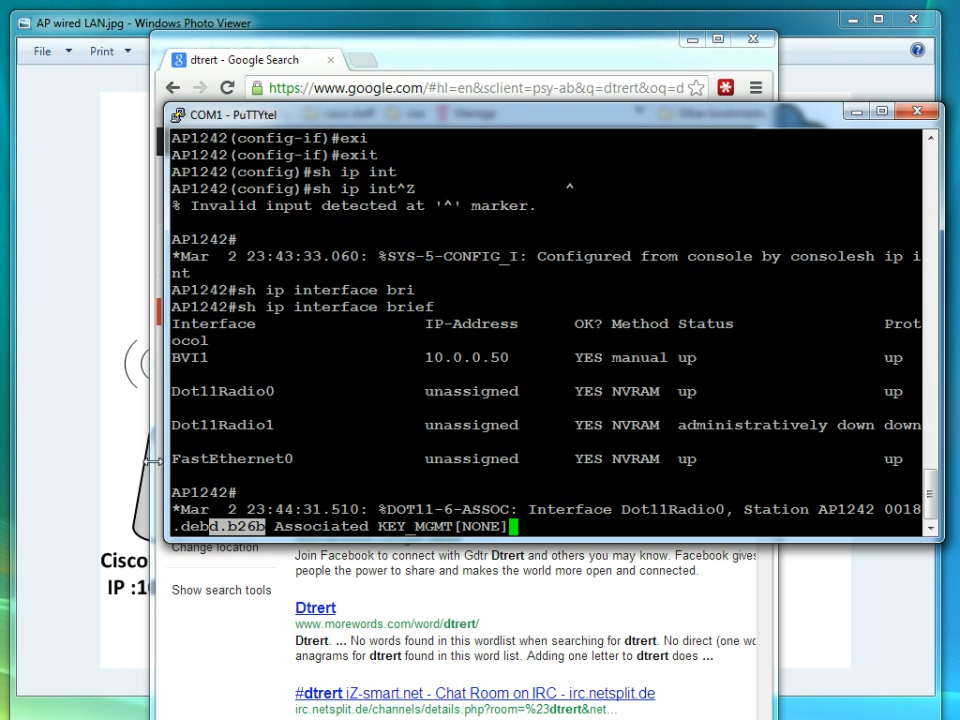 AP wired LAN.jpg - Windows Photo Viewer
File
Print
dtrert - Google Search
https://www.google.com/#hl=en&sclient=psy-ab&q=dtrert&oq=d
COM1 - PuTTYtel
AP1242(config-if)#exi
AP1242(config-if)#exit
AP1242(config)#sh ip int
AP1242(config)#sh ip int^Z ^
% Invalid input detected at '^' marker.
AP1242#
*Mar 2 23:43:33.060: %SYS-5-CONFIG_I: Configured from console by consolesh ip i
nt
AP1242#sh ip interface bri
AP1242#sh ip interface brief
Interface IP-Address OK? Method Status Prot
ocol
BVI1 10.0.0.50 YES manual up up
Dot11Radio0 unassigned YES NVRAM up up
Dot11Radio1 unassigned YES NVRAM administratively down down
FastEthernet0 unassigned YES NVRAM up up
AP1242#
*Mar 2 23:44:31.510: %DOT11-6-ASSOC: Interface Dot11Radio0, Station AP1242 0018
.debd.b26b Associated KEY_MGMT[NONE]
Cisco
IP :1
Change location
Show search tools
Join Facebook to connect with Gdtr Dtrert and others you may know. Facebook gives
people the power to share and makes the world more open and connected.
Dtrert
www.morewords.com/word/dtrert/
Dtrert. ... No words found in this wordlist when searching for dtrert. No direct (one wo
anagrams for dtrert found in this word list. Adding one letter to dtrert does ...
#dtrert iZ-smart.net - Chat Room on IRC - irc.netsplit.de
irc.netsplit.de/channels/details.php?room=%23dtrert&net...